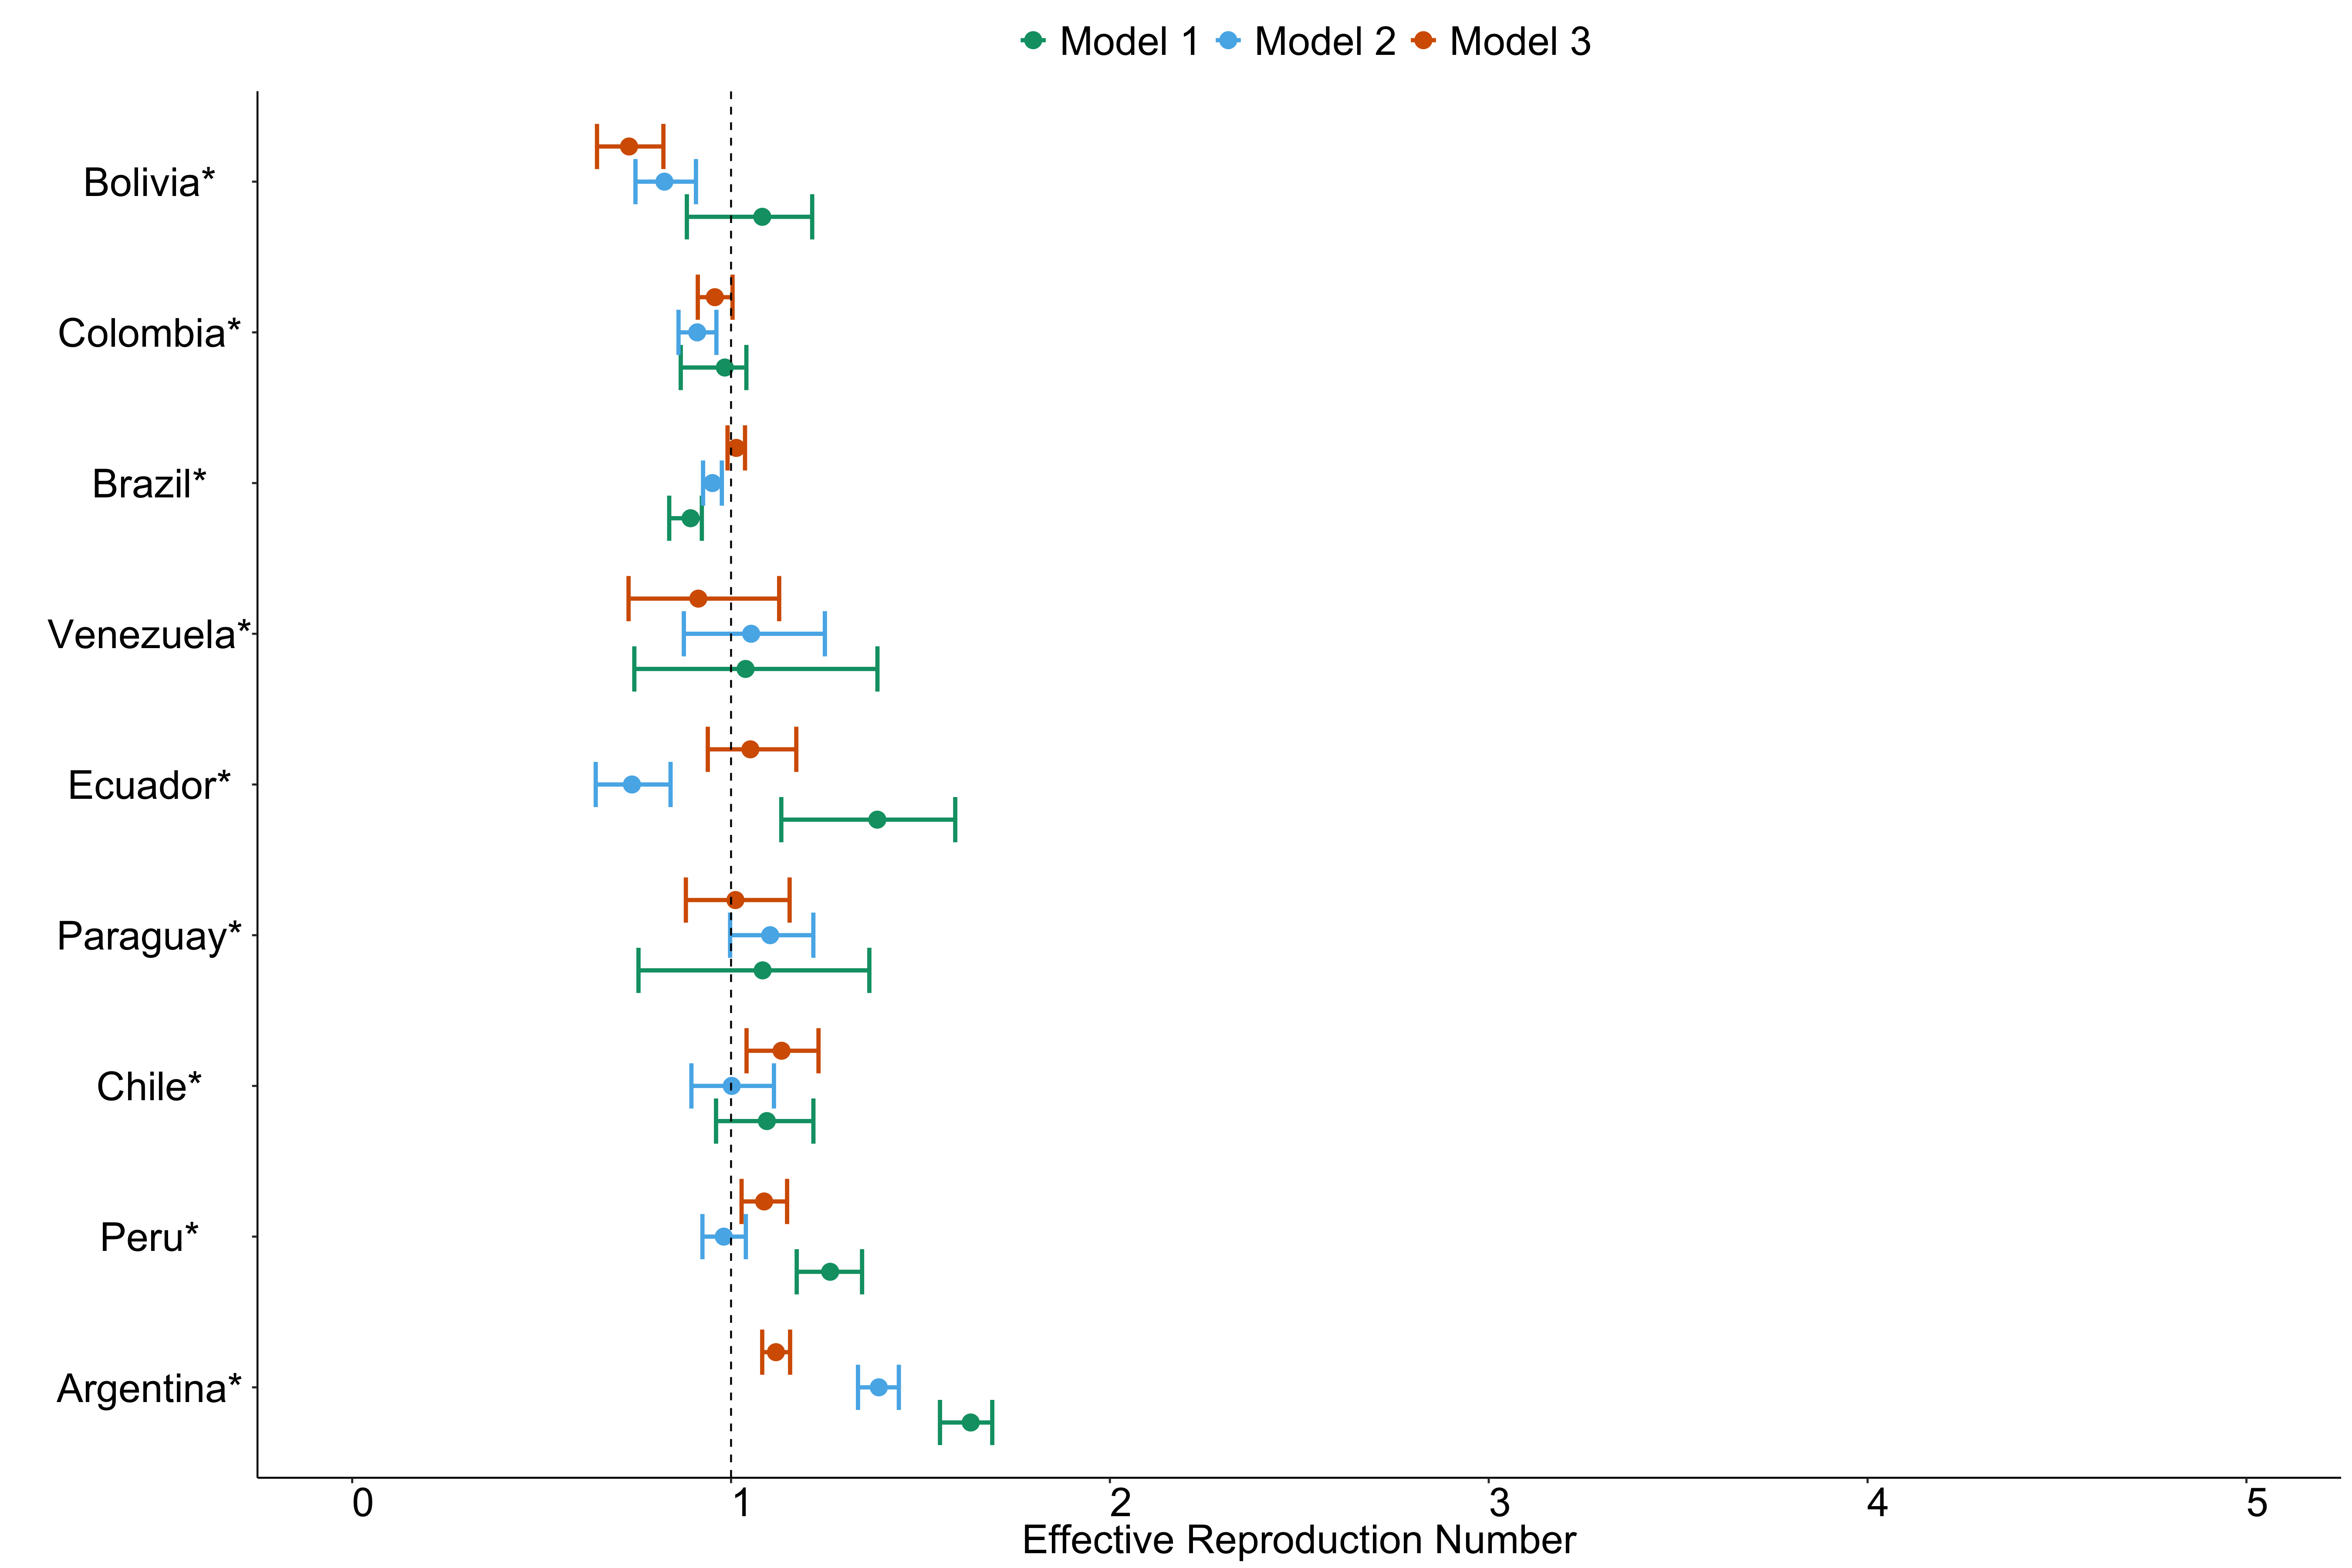 Model 1 Model 2 Model 3
Bolivia*
Colombia*
Brazil*
Venezuela*
Ecuador*
Paraguay*
Chile*
Peru*
Argentina*
0 1 2 3 4 5
Effective Reproduction Number